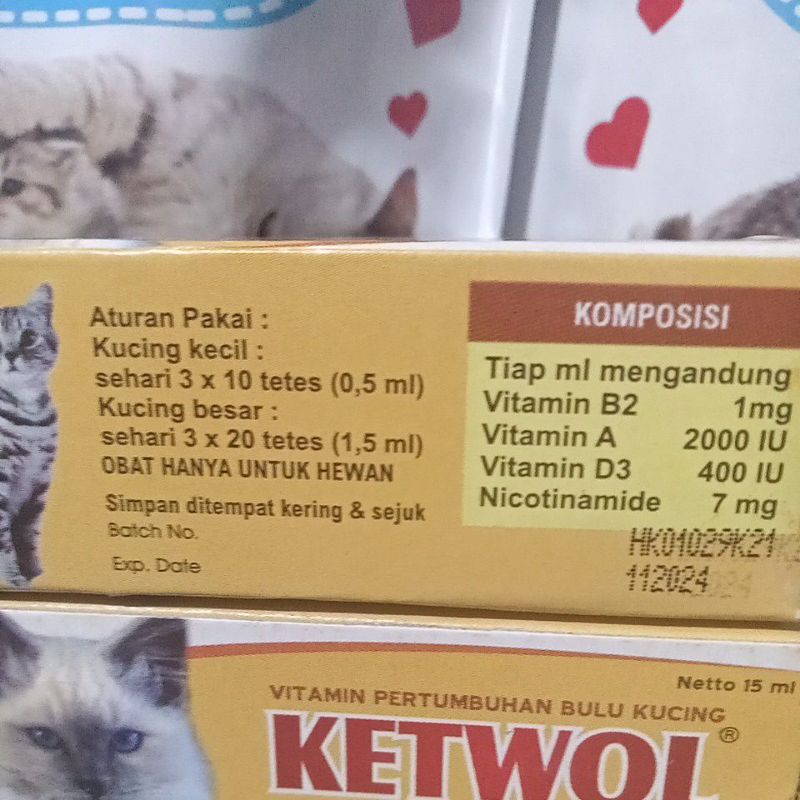 Aturan Pakai :
Kucing kecil :
sehari 3 x 10 tetes (0,5 ml)
Kucing besar :
sehari 3 x 20 tetes (1,5 ml)
OBAT HANYA UNTUK HEWAN
Simpan ditempat kering & sejuk
Batch No.
Exp. Date
KOMPOSISI
Tiap ml mengandung
Vitamin B2 1mg
Vitamin A 2000 IU
Vitamin D3 400 IU
Nicotinamide 7 mg
HK01029K21
112024
Netto 15 ml
VITAMIN PERTUMBUHAN BULU KUCING
KETWOL®